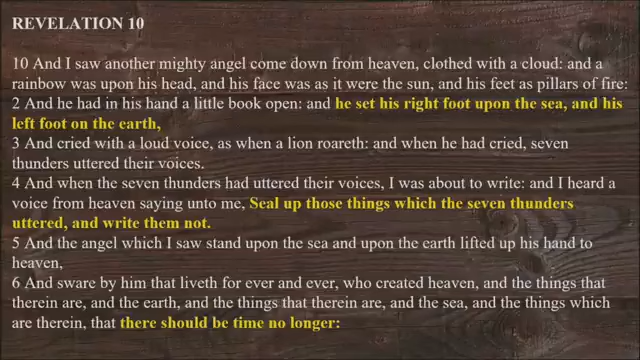 REVELATION 10
10 And I saw another mighty angel come down from heaven, clothed with a cloud: and a
rainbow was upon his head, and his face was as it were the sun, and his feet as pillars of fire:
2 And he had in his hand a little book open: and he set his right foot upon the sea, and his
left foot on the earth,
3 And cried with a loud voice, as when a lion roareth: and when he had cried, seven
thunders uttered their voices.
4 And when the seven thunders had uttered their voices, I was about to write: and I heard a
voice from heaven saying unto me, Seal up those things which the seven thunders
uttered, and write them not.
5 And the angel which I saw stand upon the sea and upon the earth lifted up his hand to
heaven,
6 And sware by him that liveth for ever and ever, who created heaven, and the things that
therein are, and the earth, and the things that therein are, and the sea, and the things which
are therein, that there should be time no longer: